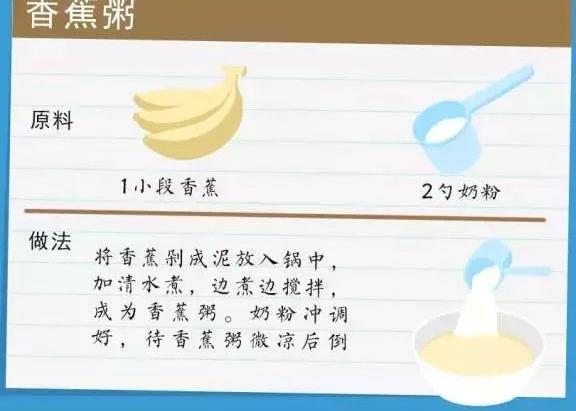 香蕉粥
原料
1小段香蕉
2勺奶粉
做法
将香蕉剁成泥放入锅中，
加清水煮，边煮边搅拌，
成为香蕉粥。奶粉冲调
好，待香蕉粥微凉后倒